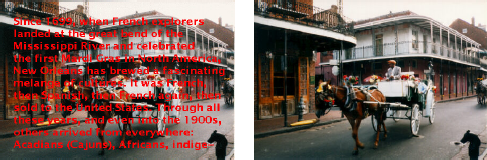 Since 1699, when French explorers
landed at the great bend of the
Mississippi River and celebrated
the first Mardi Gras in North America,
New Orleans has brewed a fascinating
melange of cultures. It was French,
then Spanish, then French again, then
sold to the United States. Through all
these years, and even into the 1900s,
others arrived from everywhere:
Acadians (Cajuns), Africans, indige-